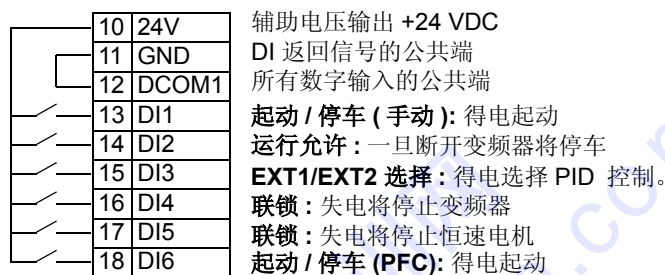 10 24V 辅助电压输出 +24 VDC
11 GND DI 返回信号的公共端
12 DCOM1 所有数字输入的公共端
13 DI1 起动 / 停车 ( 手动 ): 得电起动
14 DI2 运行允许 : 一旦断开变频器将停车
15 DI3 EXT1/EXT2 选择 : 得电选择 PID 控制。
16 DI4 联锁 : 失电将停止变频器
17 DI5 联锁 : 失电将停止恒速电机
18 DI6 起动 / 停车 (PFC): 得电起动